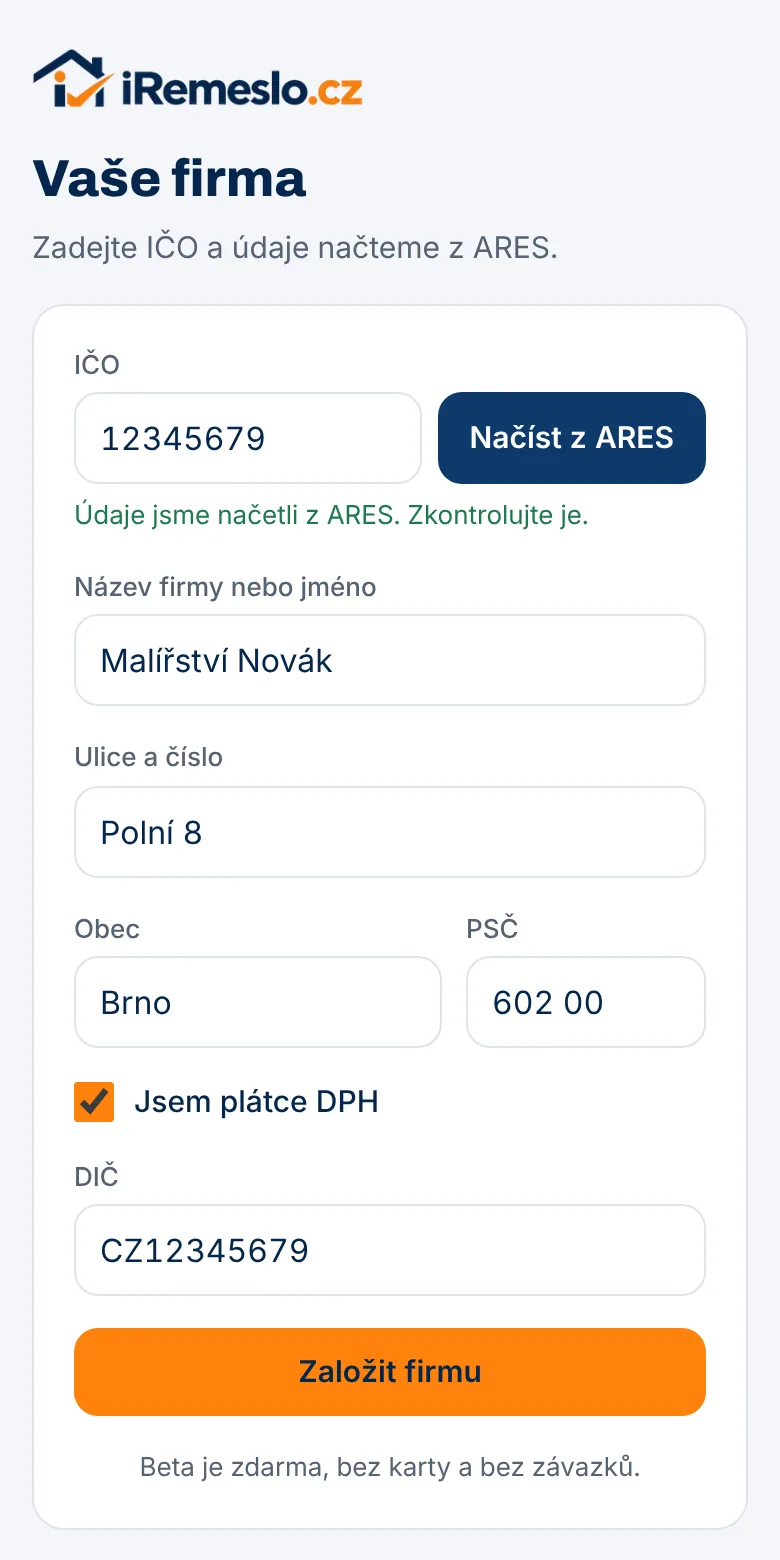 iRemeslo.cz
Vaše firma
Zadejte IČO a údaje načteme z ARES.
IČO
12345679
Načíst z ARES
Údaje jsme načetli z ARES. Zkontrolujte je.
Název firmy nebo jméno
Malířství Novák
Ulice a číslo
Polní 8
Obec
PSČ
Brno
602 00
Jsem plátce DPH
DIČ
CZ12345679
Založit firmu
Beta je zdarma, bez karty a bez závazků.